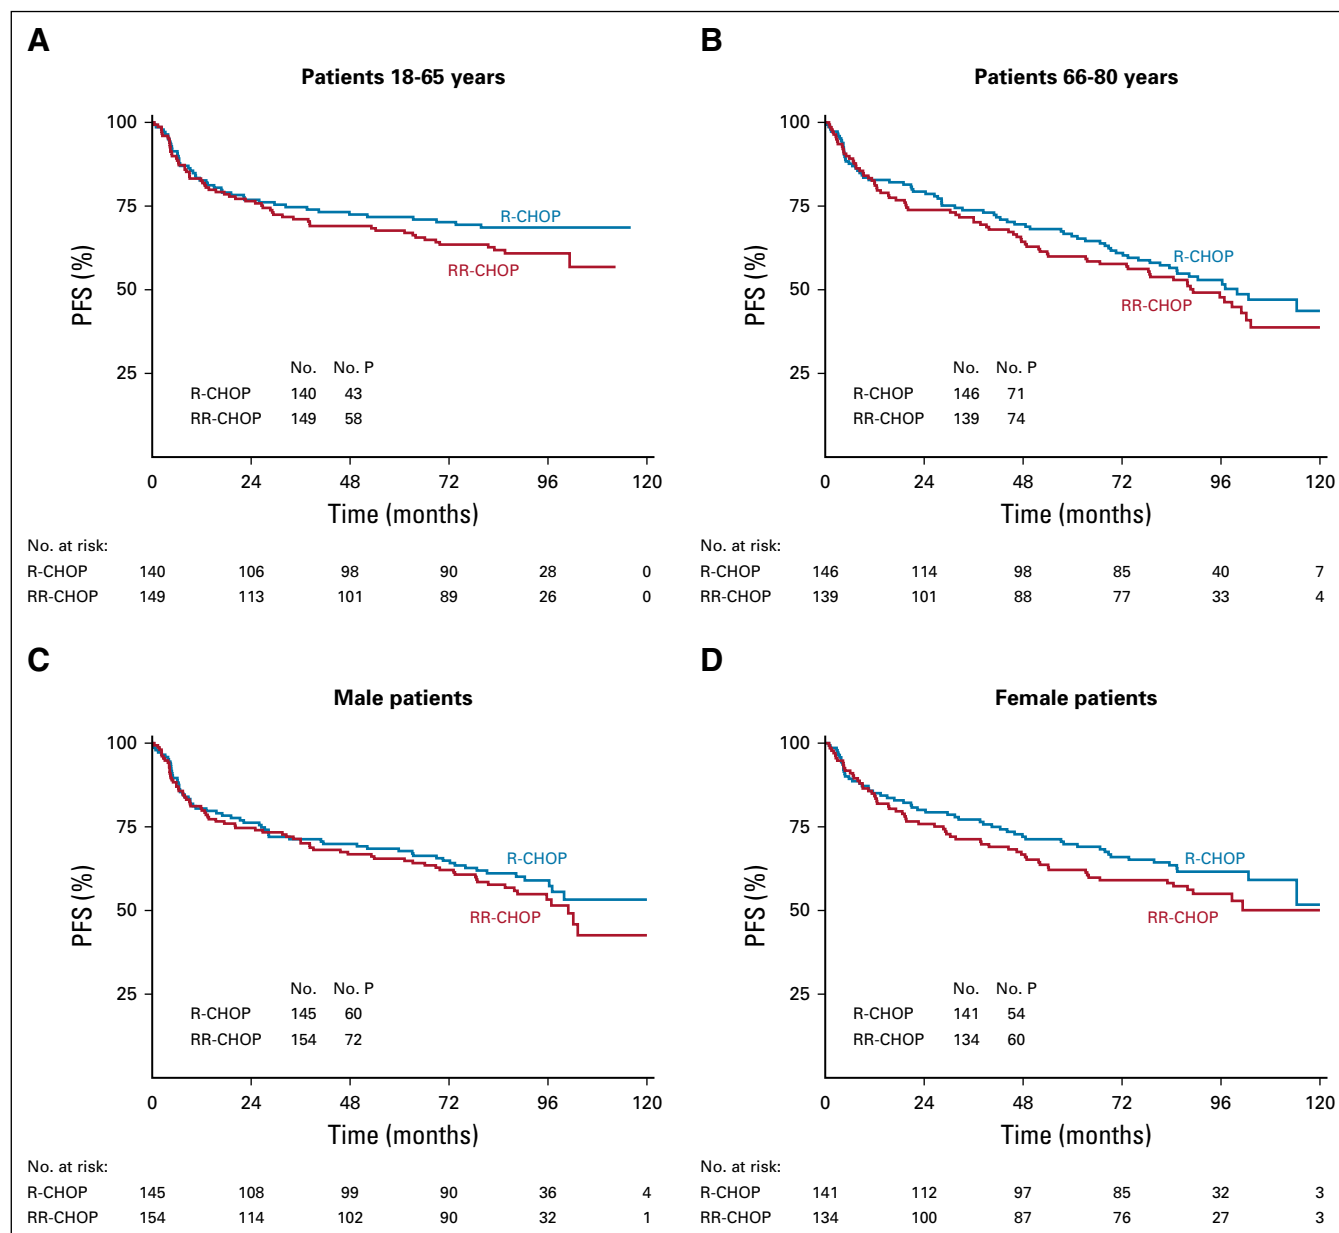 A
Patients 18-65 years
100
75
50
25
PFS (%)
R-CHOP
RR-CHOP
No. No. P
R-CHOP 140 43
RR-CHOP 149 58
0 24 48 72 96 120
Time (months)
No. at risk:
R-CHOP 140 106 98 90 28 0
RR-CHOP 149 113 101 89 26 0
B
Patients 66-80 years
100
75
50
25
PFS (%)
R-CHOP
RR-CHOP
No. No. P
R-CHOP 146 71
RR-CHOP 139 74
0 24 48 72 96 120
Time (months)
No. at risk:
R-CHOP 146 114 98 85 40 7
RR-CHOP 139 101 88 77 33 4
C
Male patients
100
75
50
25
PFS (%)
R-CHOP
RR-CHOP
No. No. P
R-CHOP 145 60
RR-CHOP 154 72
0 24 48 72 96 120
Time (months)
No. at risk:
R-CHOP 145 108 99 90 36 4
RR-CHOP 154 114 102 90 32 1
D
Female patients
100
75
50
25
PFS (%)
R-CHOP
RR-CHOP
No. No. P
R-CHOP 141 54
RR-CHOP 134 60
0 24 48 72 96 120
Time (months)
No. at risk:
R-CHOP 141 112 97 85 32 3
RR-CHOP 134 100 87 76 27 3